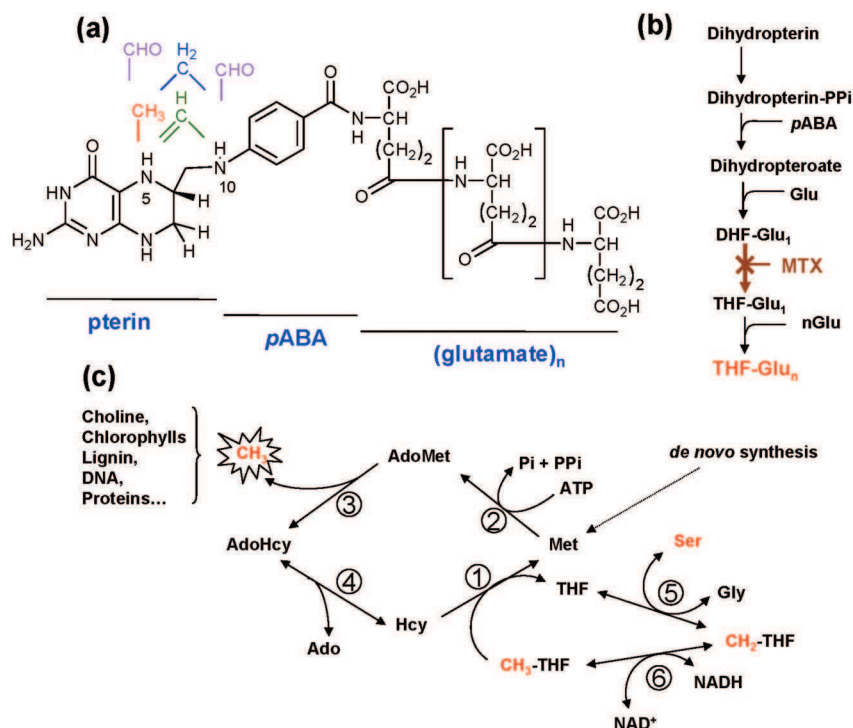 (a)
CHO
H2
C
CHO
CH3
H
C
O
CO2H
N
H
(CH2)2
O
CO2H
N
H
(CH2)2
O
N
H
CO2H
(CH2)2
CO2H
O
HN
H2N
N
H
N
5
N
H
H
H
H
H
N
10
pterin
pABA
(glutamate)n
(b)
Dihydropterin
Dihydropterin-PPi
pABA
Dihydropteroate
Glu
DHF-Glu1
MTX
THF-Glu1
nGlu
THF-Glun
(c)
Choline,
Chlorophylls
Lignin,
DNA,
Proteins...
CH3
AdoMet
Pi + PPi
ATP
de novo synthesis
3
2
AdoHcy
Met
Ser
4
1
THF
5
Gly
Ado
Hcy
CH3-THF
CH2-THF
6
NADH
NAD+